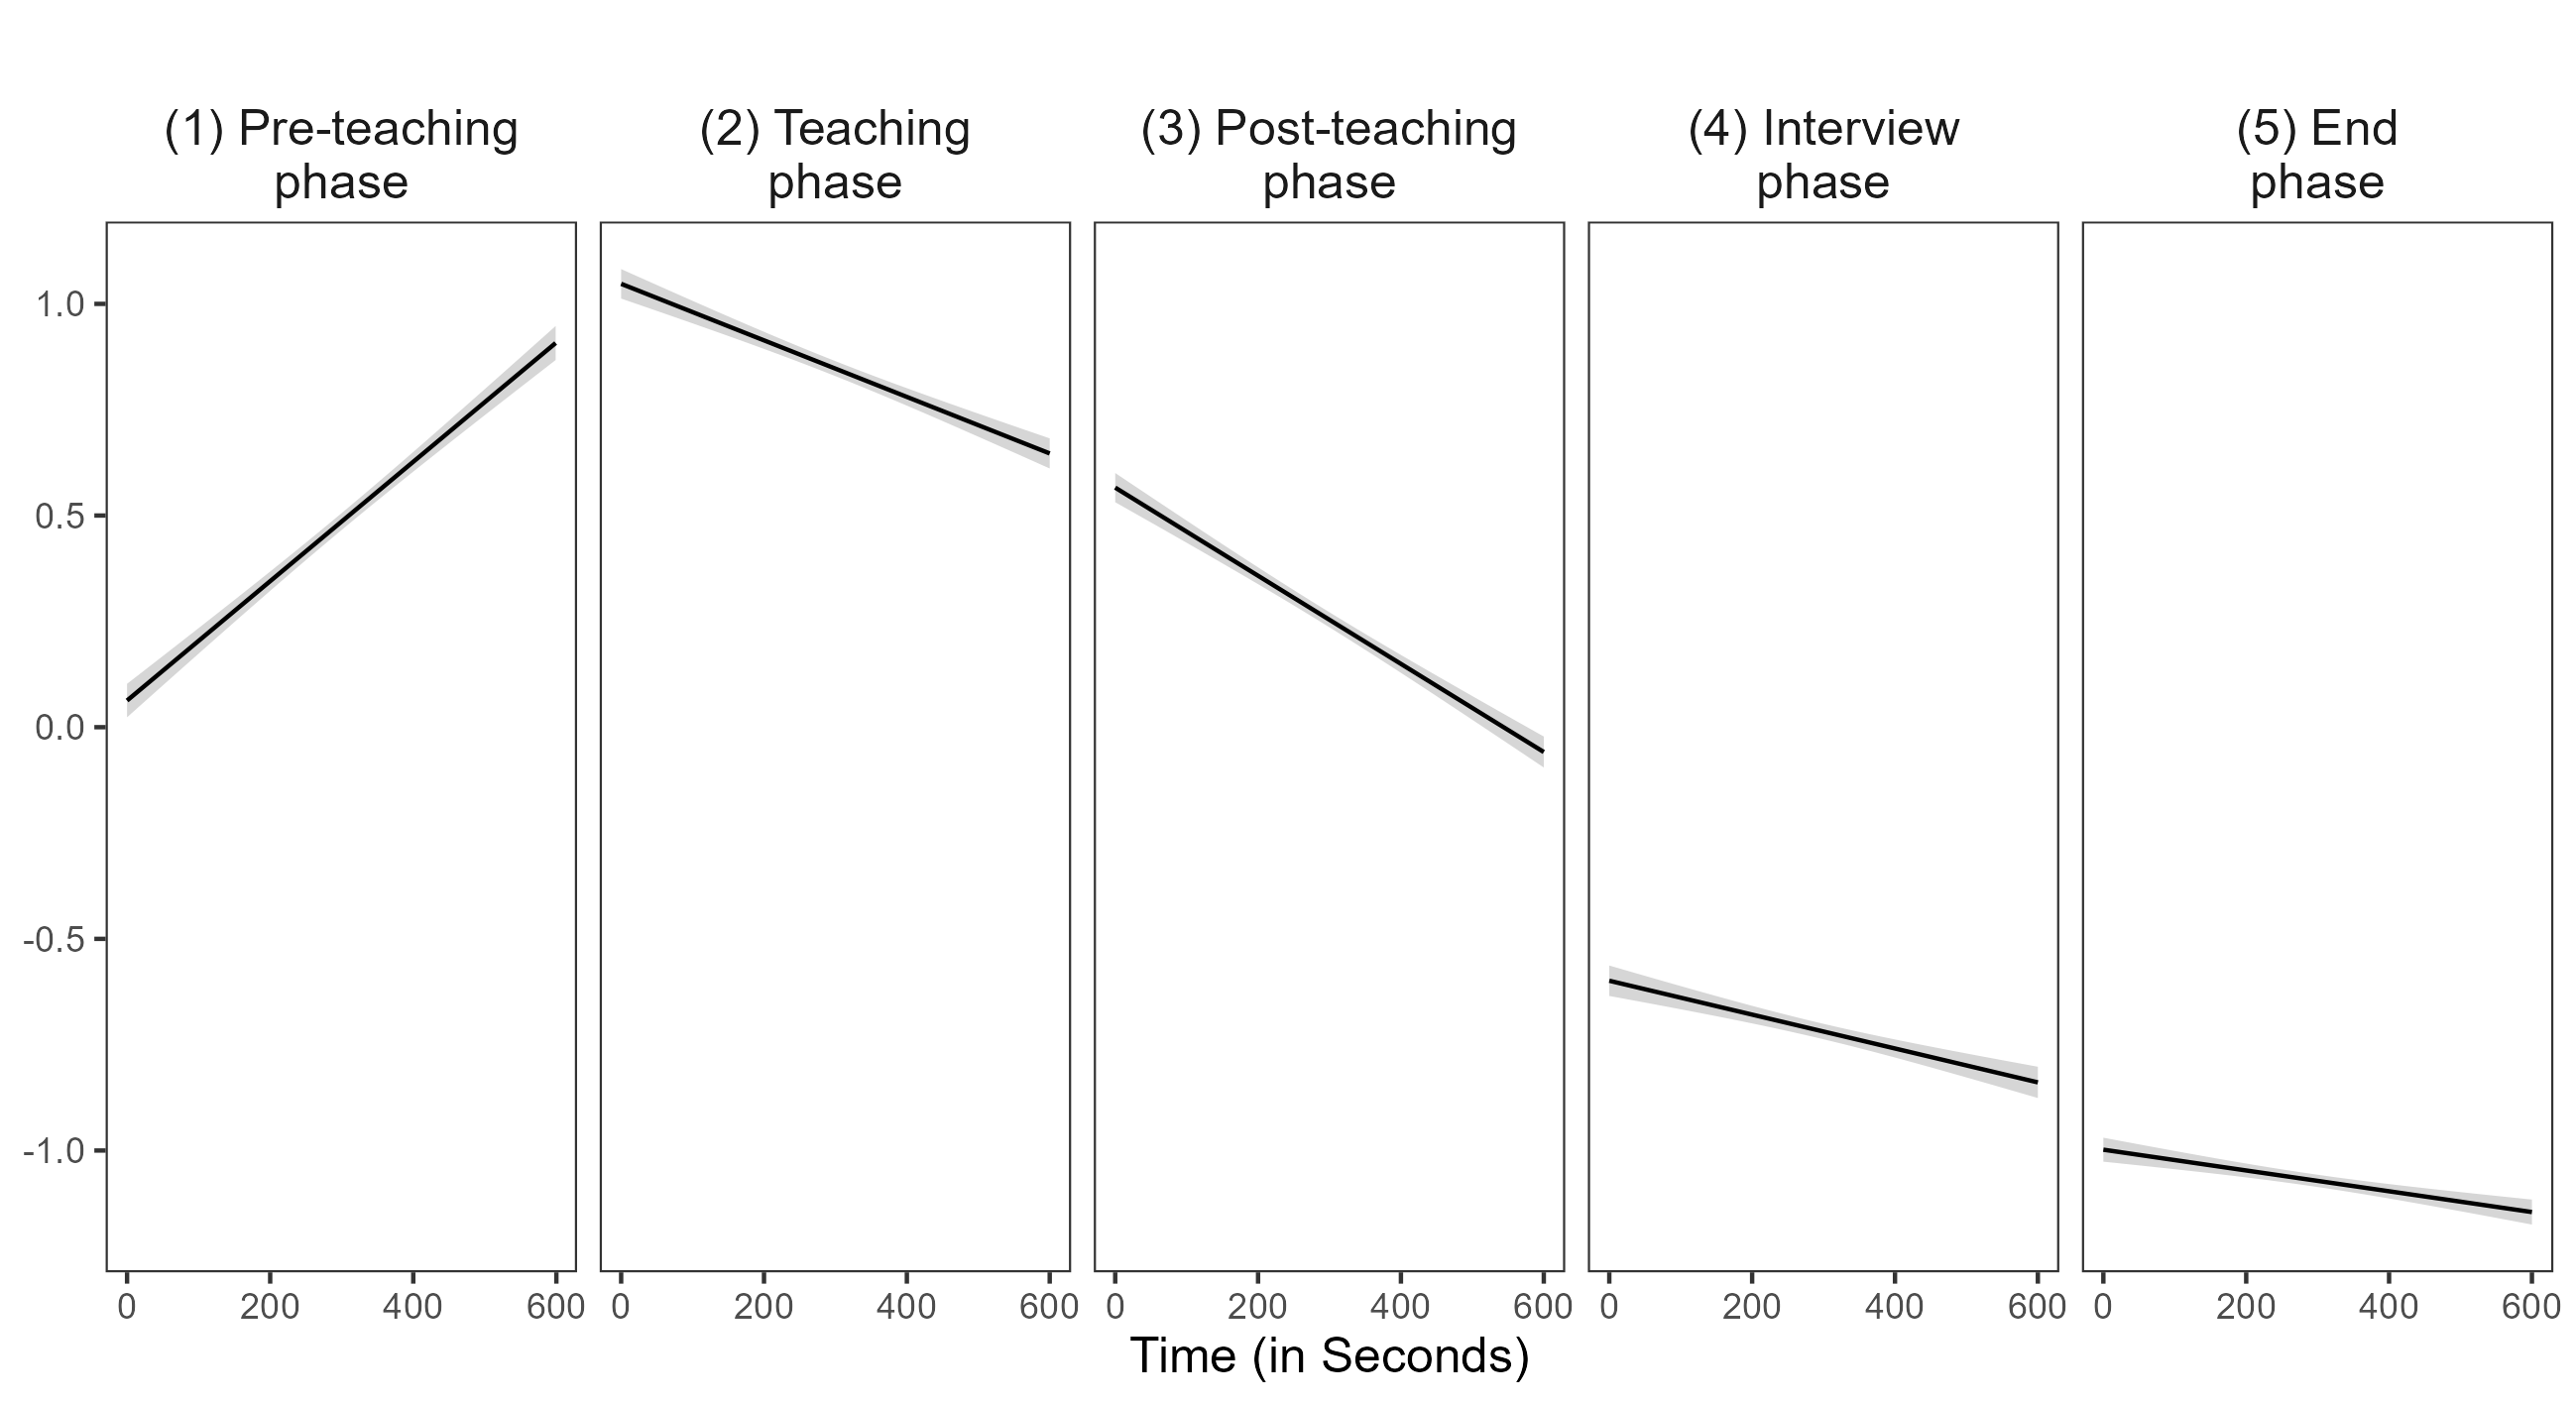 (1) Pre-teaching
phase
(2) Teaching
phase
(3) Post-teaching
phase
(4) Interview
phase
(5) End
phase
1.0
0.5
0.0
-0.5
-1.0
0 200 400 600
0 200 400 600
0 200 400 600
0 200 400 600
0 200 400 600
Time (in Seconds)